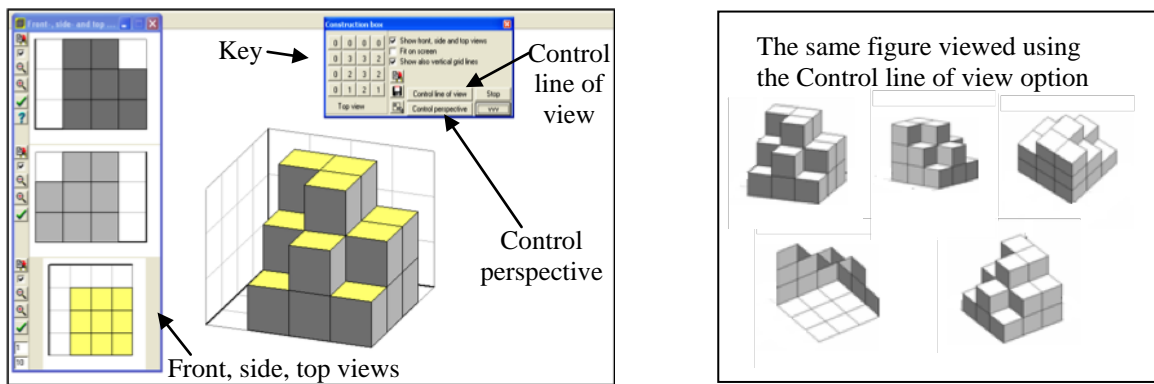 Front-, side- and top ...
Construction box
Key
0 0 0 0
0 3 3 2
0 2 3 2
0 1 2 1
Top view
Show front, side and top views
Fit on screen
Show also vertical grid lines
Control line of view
Stop
Control perspective
vvv
Control
line of
view
Control
perspective
1
10
Front, side, top views
The same figure viewed using
the Control line of view option